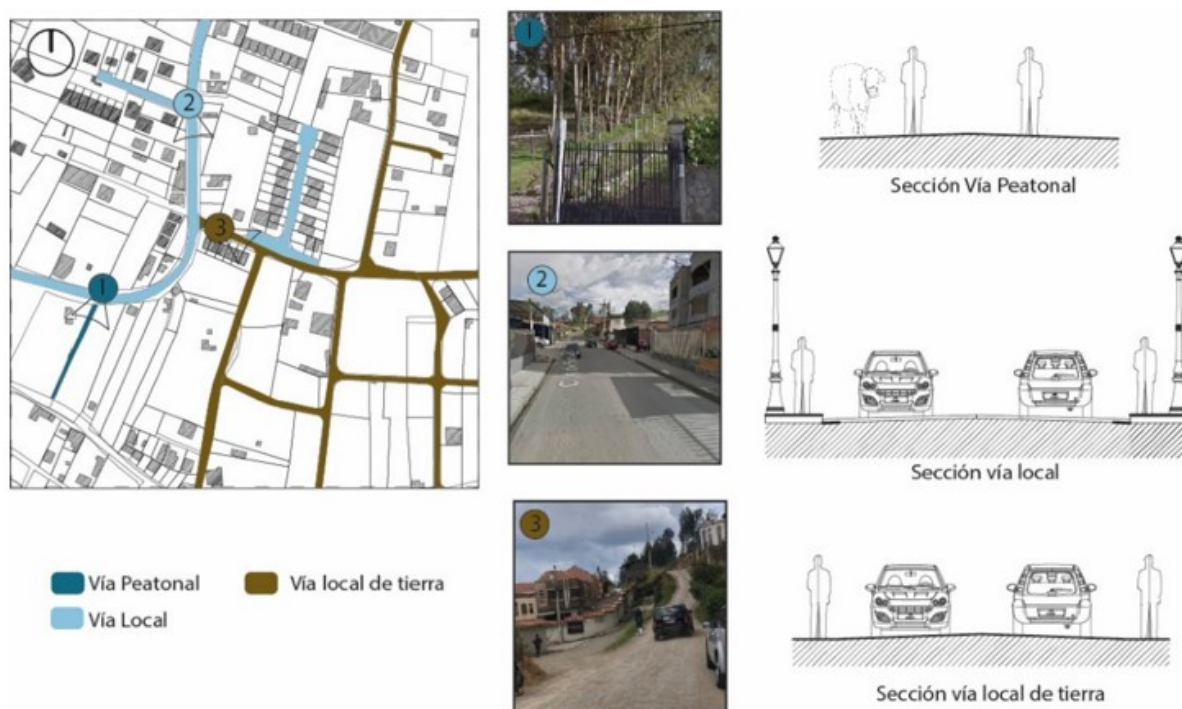 1
2
3
1
2
3
Sección Vía Peatonal
Sección vía local
Sección vía local de tierra
Vía Peatonal
Vía Local
Vía local de tierra